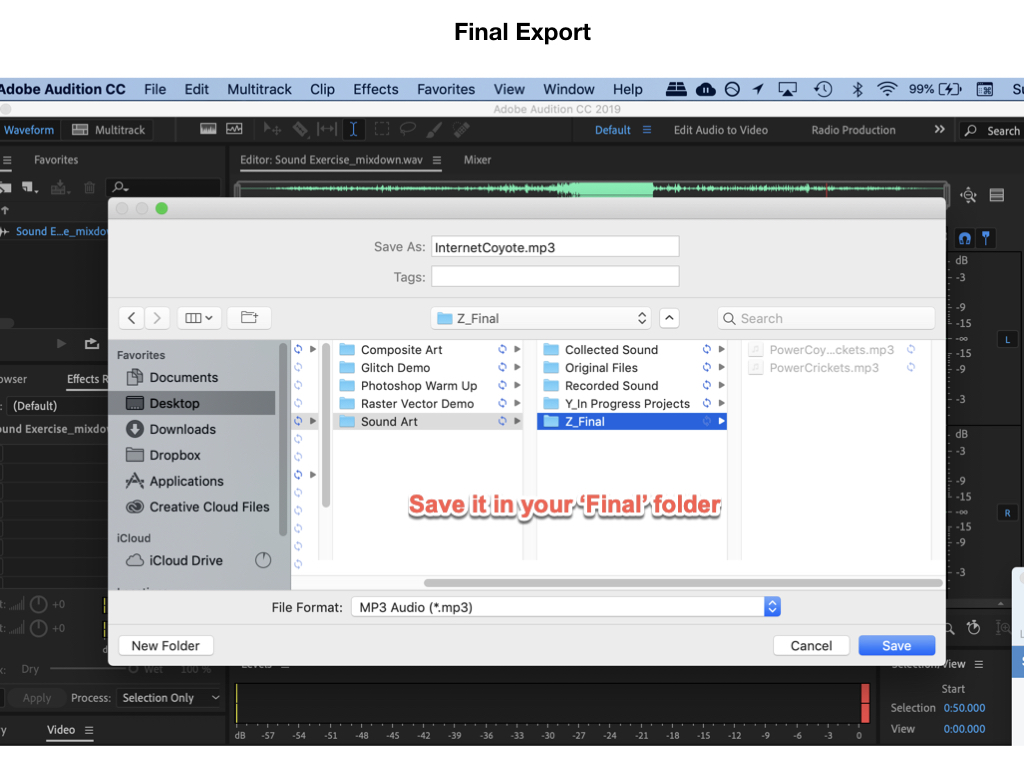 Final Export
Adobe Audition CC File Edit Multitrack Clip Effects Favorites View Window Help 99%
Adobe Audition CC 2019
Waveform Multitrack Default Edit Audio to Video Radio Production Search
Favorites Editor: Sound Exercise_mixdown.wav Mixer
Sound E...e_mixdo
Save As: InternetCoyote.mp3
Tags:
Z_Final Search
Favorites
Documents
Desktop
Downloads
Dropbox
Applications
Creative Cloud Files
iCloud
iCloud Drive
Composite Art
Glitch Demo
Photoshop Warm Up
Raster Vector Demo
Sound Art
Collected Sound
Original Files
Recorded Sound
Y_In Progress Projects
Z_Final
PowerCoy...ckets.mp3
PowerCrickets.mp3
Save it in your ‘Final’ folder
File Format: MP3 Audio (*.mp3)
New Folder Cancel Save
owser Effects R
: (Default)
und Exercise_mixdow
t: +0
t: +0
x: Dry Wet 100 %
Apply Process: Selection Only
y Video
dB
-3
-9
-15
-∞
-15
-9
-3
L
dB
-3
-9
-15
-∞
-15
-9
-3
R
Levels
dB -57 -54 -51 -48 -45 -42 -39 -36 -33 -30 -27 -24 -21 -18 -15 -12 -9 -6 -3 0
Selection/View
Start
Selection 0:50.000
View 0:00.000